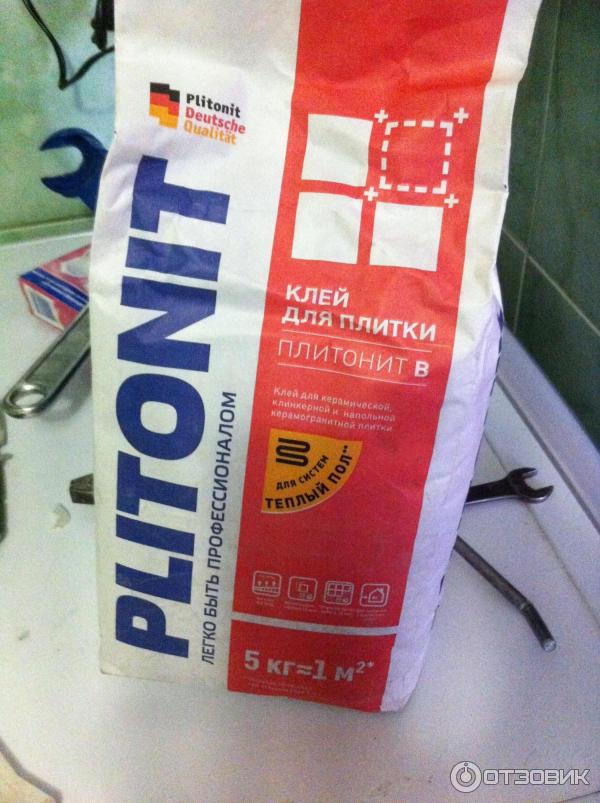 Plitonit
Deutsche
Qualität
PLITONIT
ЛЕГКО БЫТЬ ПРОФЕССИОНАЛОМ
КЛЕЙ
ДЛЯ ПЛИТКИ
ПЛИТОНИТ В
Клей для керамической,
клинкерной и напольной
керамогранитной плитки
ДЛЯ СИСТЕМ
ТЕПЛЫЙ ПОЛ**
5 кг≈1 м²*
ОТЗОВИК